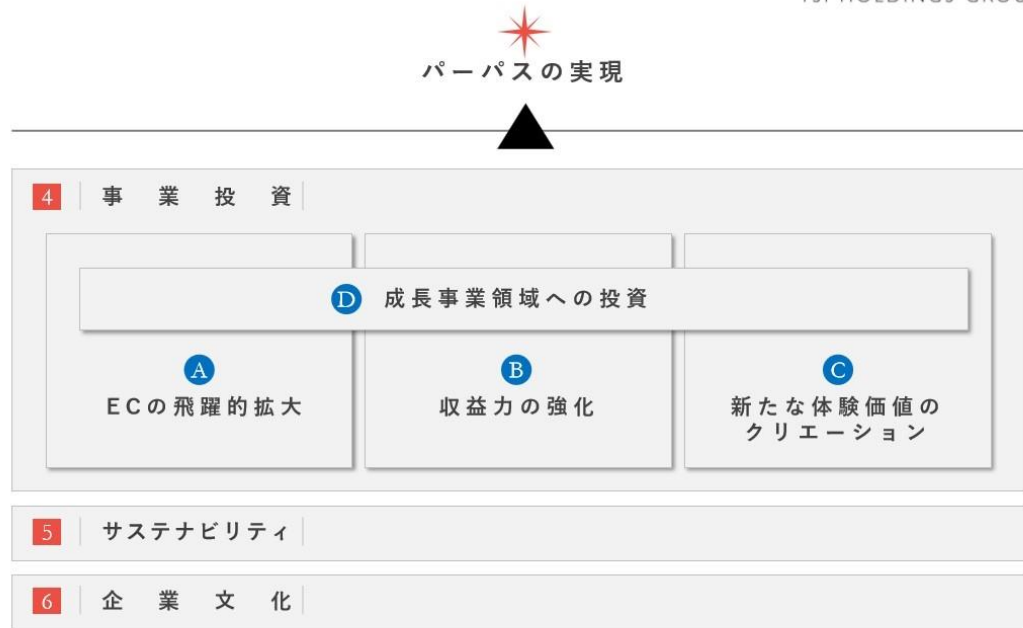 パーパスの実現
4 事業投資
D 成長事業領域への投資
A
ECの飛躍的拡大
B
収益力の強化
C
新たな体験価値の
クリエーション
5 サステナビリティ
6 企業文化